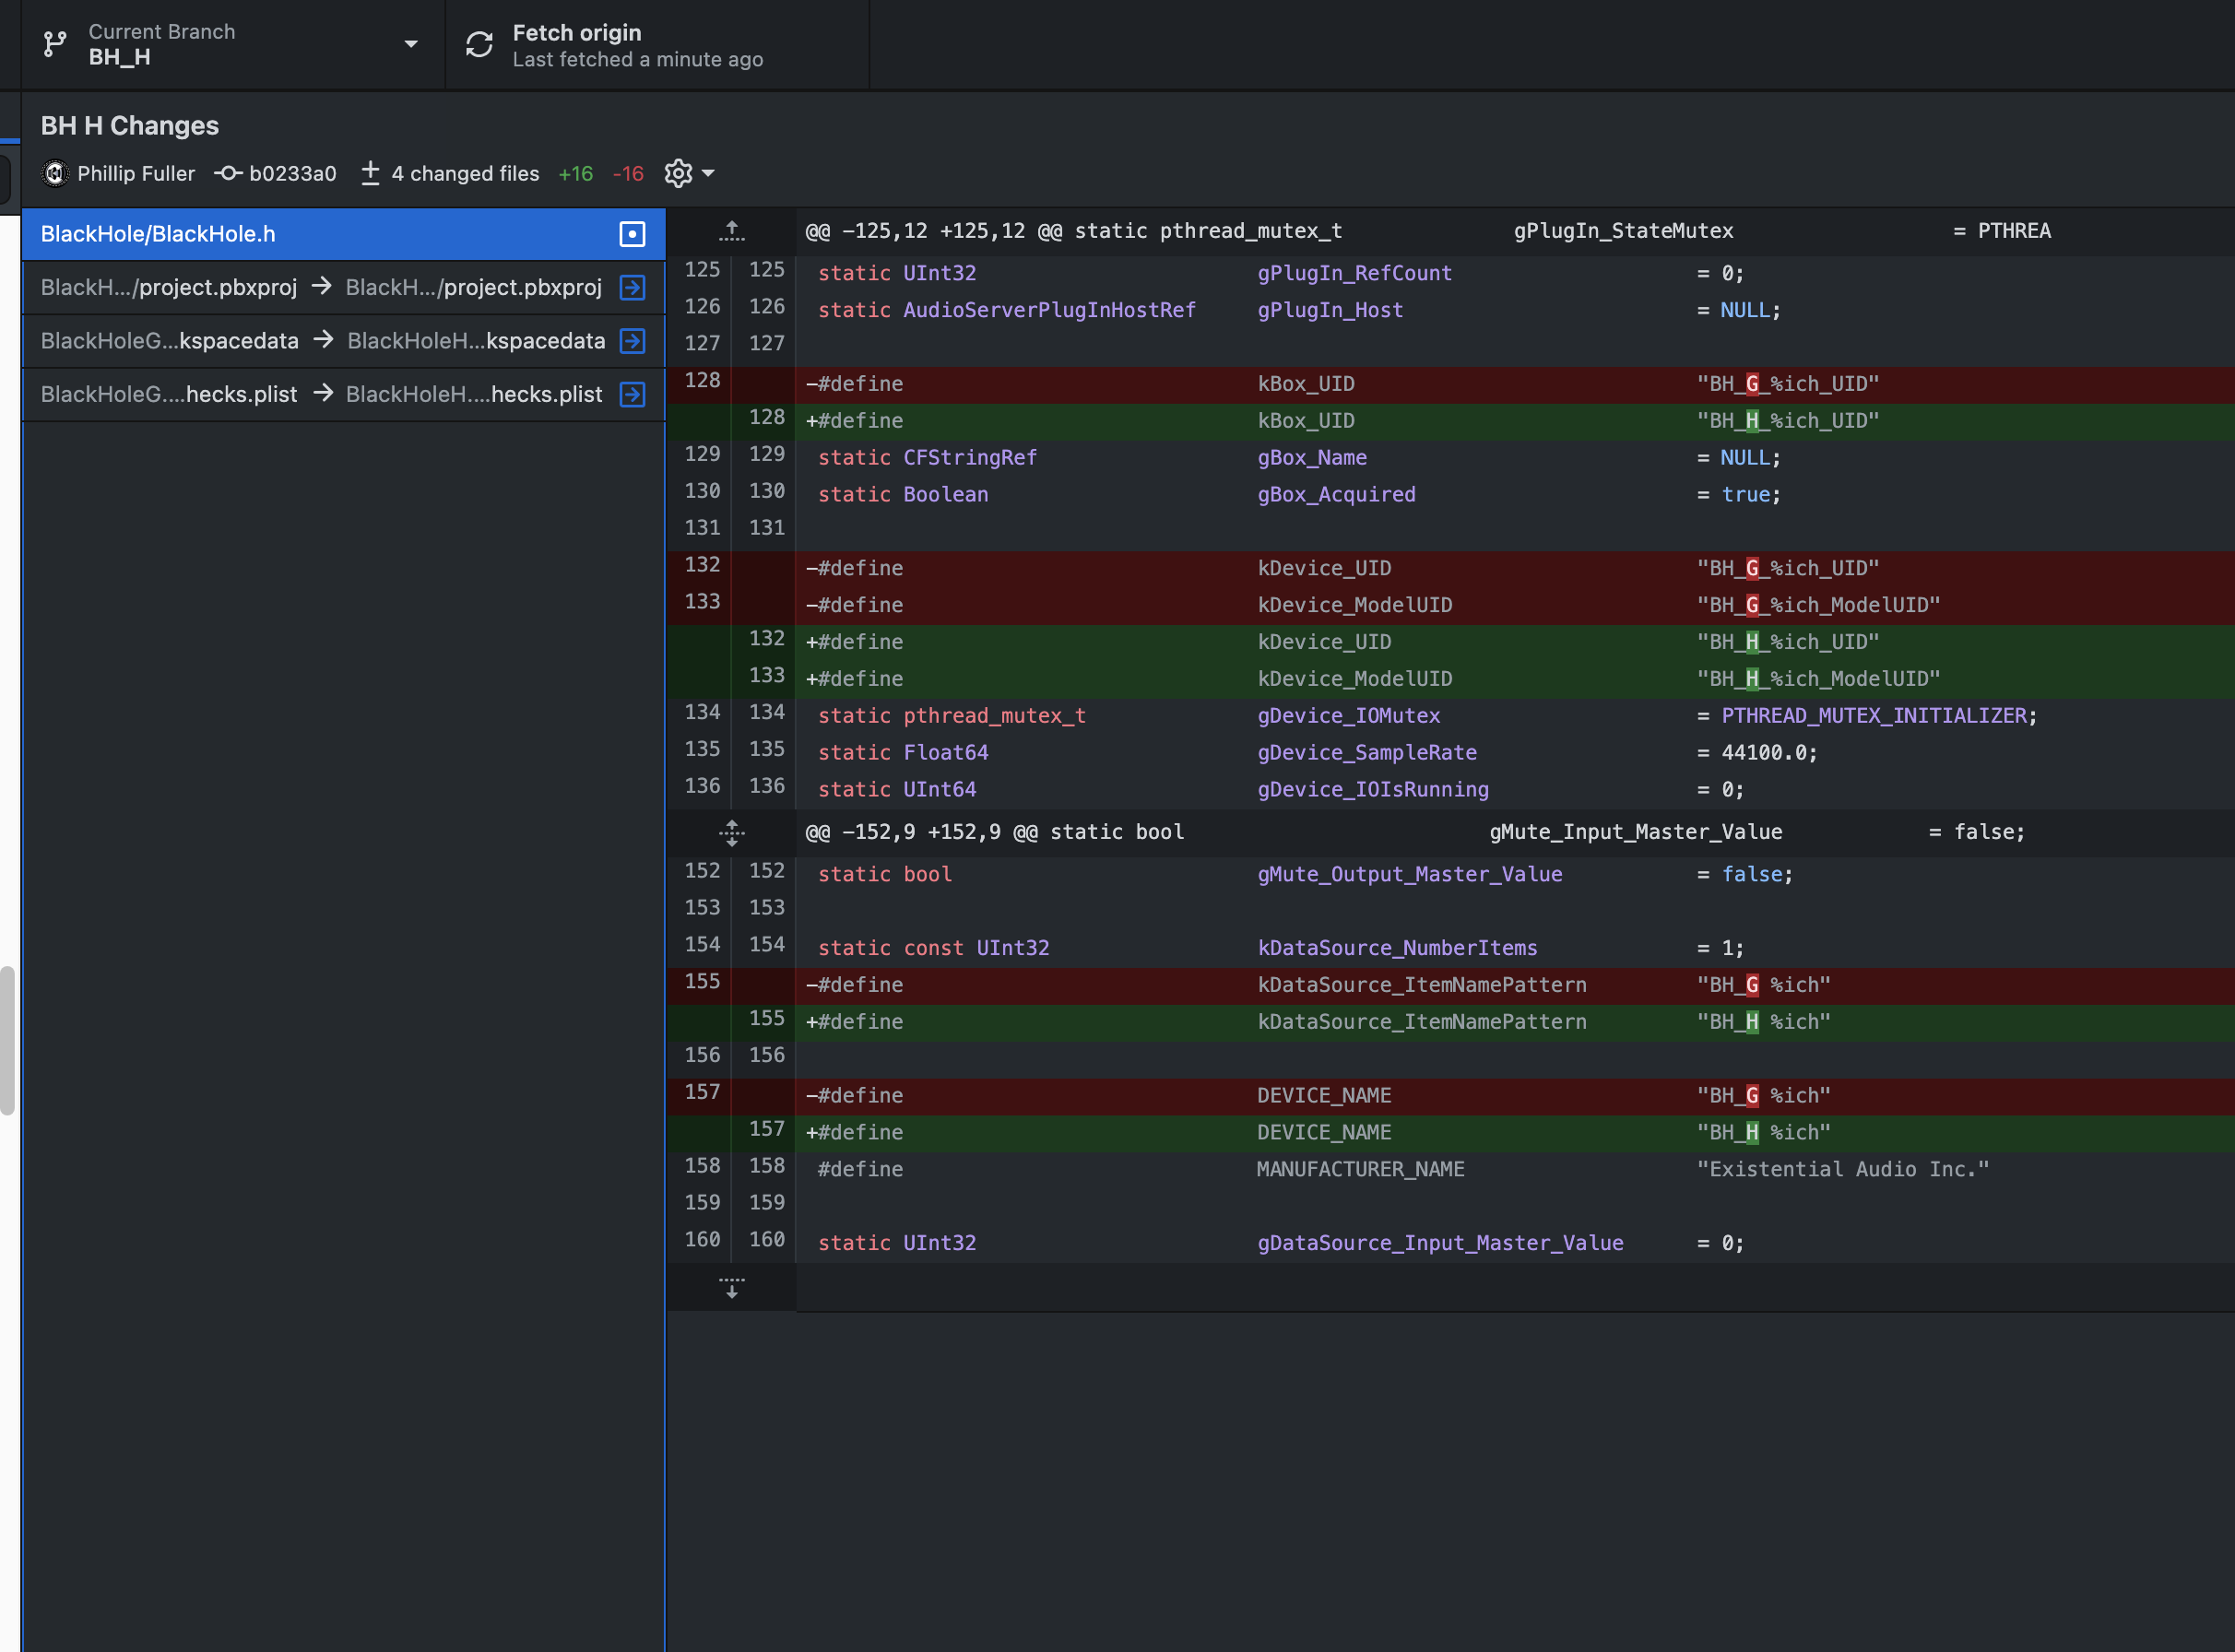 Current Branch
BH_H
Fetch origin
Last fetched a minute ago
BH H Changes
Phillip Fuller b0233a0 4 changed files +16 -16
BlackHole/BlackHole.h
BlackH.../project.pbxproj → BlackH.../project.pbxproj
BlackHoleG...kspacedata → BlackHoleH...kspacedata
BlackHoleG....hecks.plist → BlackHoleH....hecks.plist
@@ -125,12 +125,12 @@ static pthread_mutex_t gPlugIn_StateMutex = PTHREA
125 125 static UInt32 gPlugIn_RefCount = 0;
126 126 static AudioServerPlugInHostRef gPlugIn_Host = NULL;
127 127
128 -#define kBox_UID "BH_G_%ich_UID"
128 +#define kBox_UID "BH_H_%ich_UID"
129 129 static CFStringRef gBox_Name = NULL;
130 130 static Boolean gBox_Acquired = true;
131 131
132 -#define kDevice_UID "BH_G_%ich_UID"
133 -#define kDevice_ModelUID "BH_G_%ich_ModelUID"
132 +#define kDevice_UID "BH_H_%ich_UID"
133 +#define kDevice_ModelUID "BH_H_%ich_ModelUID"
134 134 static pthread_mutex_t gDevice_IOMutex = PTHREAD_MUTEX_INITIALIZER;
135 135 static Float64 gDevice_SampleRate = 44100.0;
136 136 static UInt64 gDevice_IOIsRunning = 0;
@@ -152,9 +152,9 @@ static bool gMute_Input_Master_Value = false;
152 152 static bool gMute_Output_Master_Value = false;
153 153
154 154 static const UInt32 kDataSource_NumberItems = 1;
155 -#define kDataSource_ItemNamePattern "BH_G %ich"
155 +#define kDataSource_ItemNamePattern "BH_H %ich"
156 156
157 -#define DEVICE_NAME "BH_G %ich"
157 +#define DEVICE_NAME "BH_H %ich"
158 158 #define MANUFACTURER_NAME "Existential Audio Inc."
159 159
160 160 static UInt32 gDataSource_Input_Master_Value = 0;